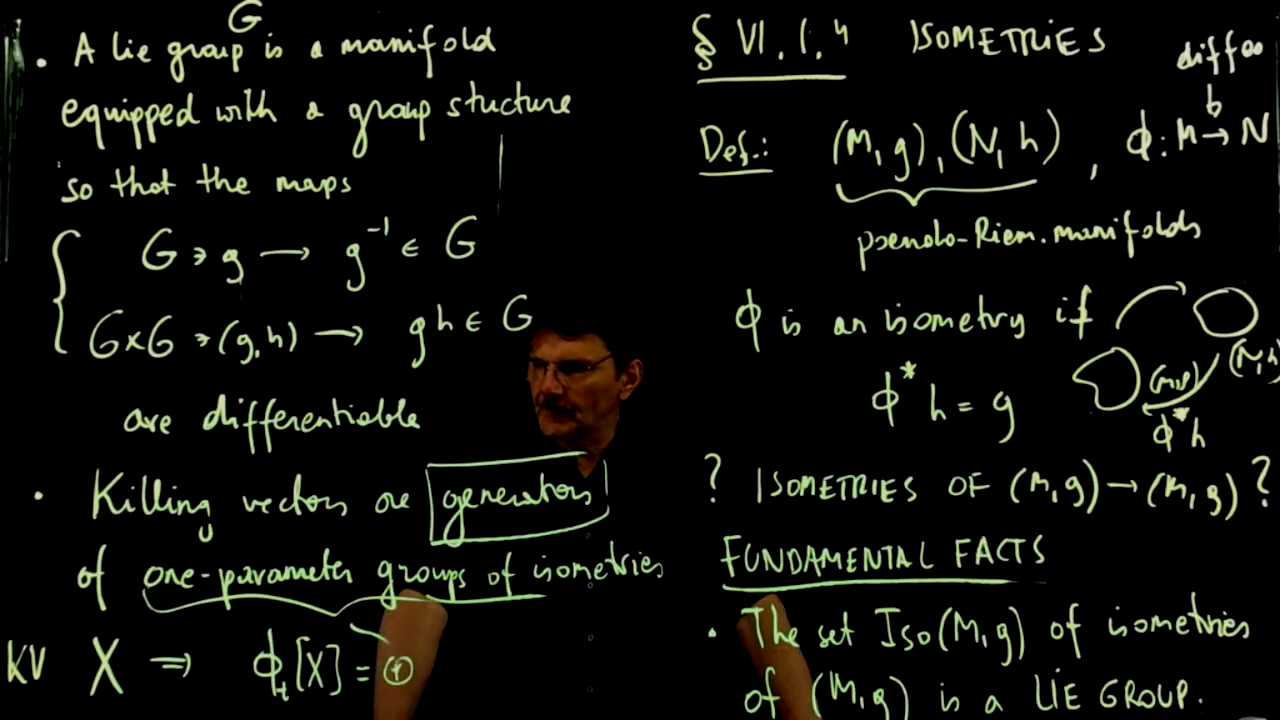 • A lie group G is a manifold
equipped with a group stucture
so that the maps
G ∋ g → g⁻¹ ∈ G
G×G ∋ (g, h) → gh ∈ G
are differentiable
• Killing vectors are generators
of one-parameter groups of isometries
KV X ⇒ ϕₜ[X] =
§ VI.1.4 ISOMETRIES
diffeo
Def.: (M, g), (N, h), ϕ: M → N
pseudo-Riem. manifolds
ϕ is an isometry if
ϕ* h = g
(M, g) (N, h)
ϕ* h
? ISOMETRIES OF (M, g) → (M, g) ?
FUNDAMENTAL FACTS
• The set Iso(M, g) of isometries
of (M, g) is a LIE GROUP.